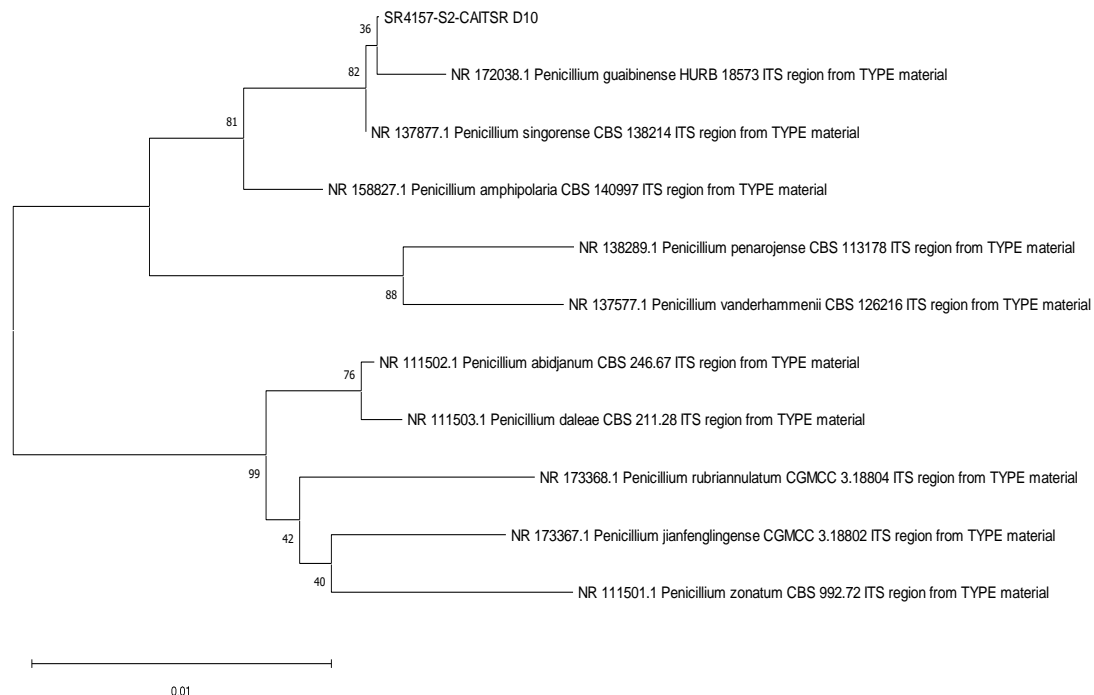 SR4157-S2-CAITSR D10
36
NR 172038.1 Penicillium guaibinense HURB 18573 ITS region from TYPE material
82
NR 137877.1 Penicillium singorense CBS 138214 ITS region from TYPE material
81
NR 158827.1 Penicillium amphipolaria CBS 140997 ITS region from TYPE material
NR 138289.1 Penicillium penarojense CBS 113178 ITS region from TYPE material
88
NR 137577.1 Penicillium vanderhammenii CBS 126216 ITS region from TYPE material
NR 111502.1 Penicillium abidjanum CBS 246.67 ITS region from TYPE material
76
NR 111503.1 Penicillium daleae CBS 211.28 ITS region from TYPE material
99
NR 173368.1 Penicillium rubriannulatum CGMCC 3.18804 ITS region from TYPE material
42
NR 173367.1 Penicillium jianfenglingense CGMCC 3.18802 ITS region from TYPE material
40
NR 111501.1 Penicillium zonatum CBS 992.72 ITS region from TYPE material
0.01